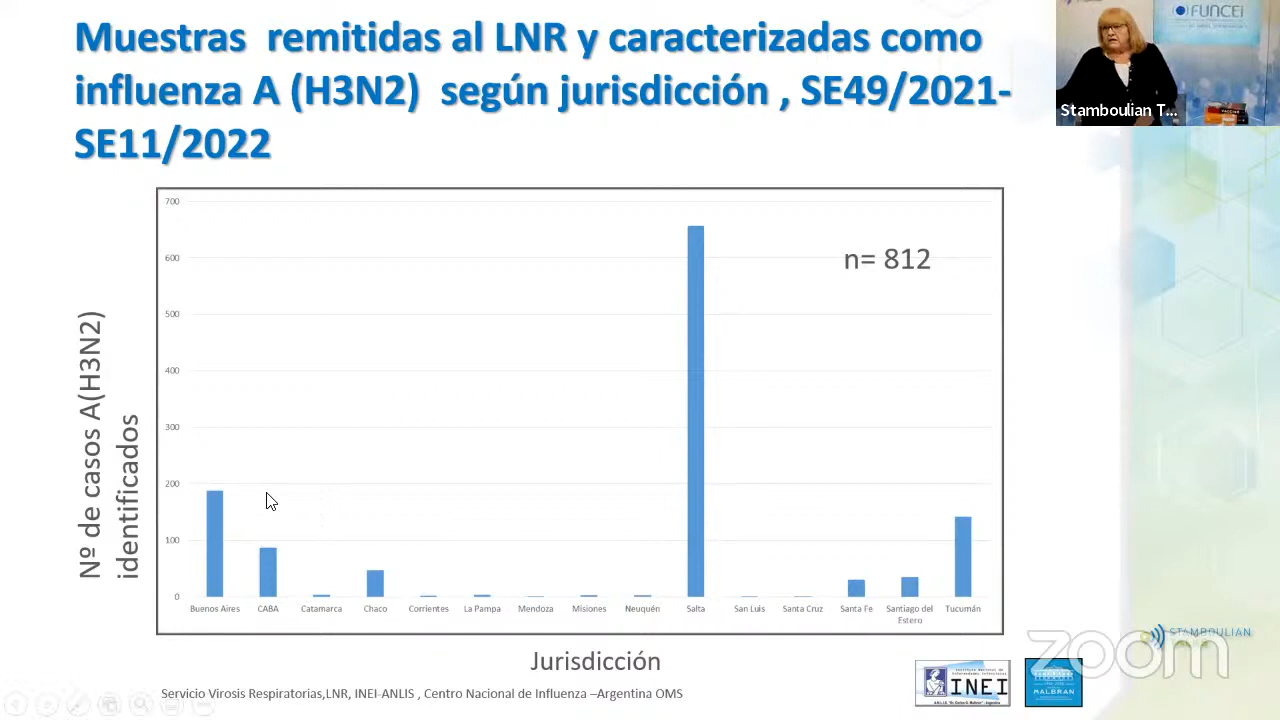 Muestras remitidas al LNR y caracterizadas como
influenza A (H3N2) según jurisdicción , SE49/2021-
SE11/2022
FUNCEi
Stamboulian T...
Nº de casos A(H3N2)
identificados
700
600
500
400
300
200
100
0
n= 812
Buenos Aires
CABA
Catamarca
Chaco
Corrientes
La Pampa
Mendoza
Misiones
Neuquén
Salta
San Luis
Santa Cruz
Santa Fe
Santiago del
Estero
Tucumán
Jurisdicción
Servicio Virosis Respiratorias,LNR, INEI-ANLIS , Centro Nacional de Influenza –Argentina OMS
INEI
MALBRAN
STAMBOULIAN
zoom